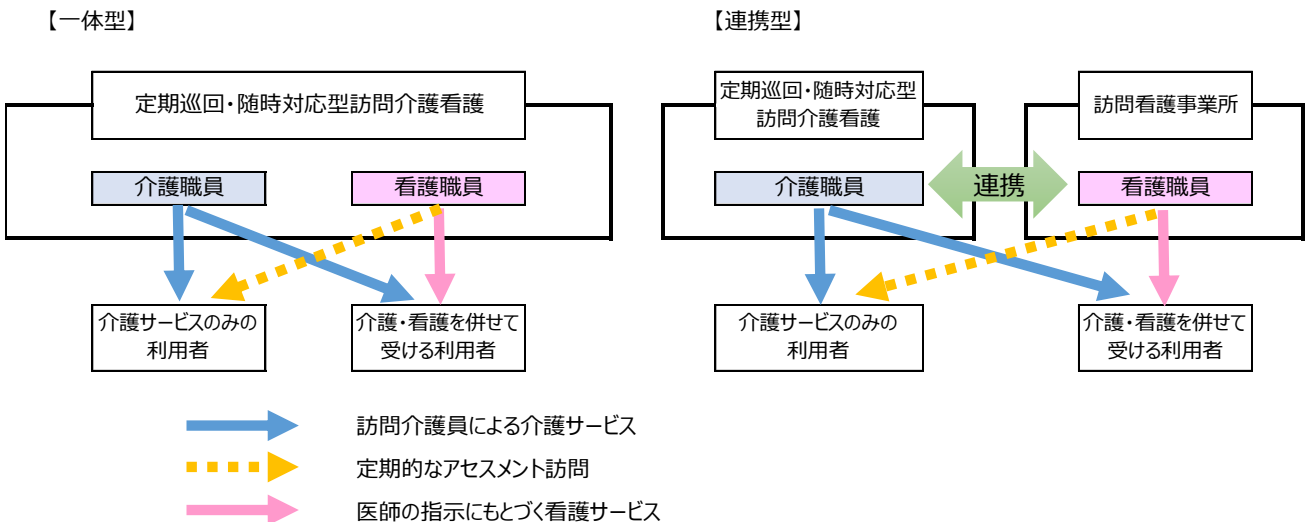 【一体型】
定期巡回・随時対応型訪問介護看護
介護職員
看護職員
介護サービスのみの
利用者
介護・看護を併せて
受ける利用者
【連携型】
定期巡回・随時対応型
訪問介護看護
訪問看護事業所
介護職員
連携
看護職員
介護サービスのみの
利用者
介護・看護を併せて
受ける利用者
訪問介護員による介護サービス
定期的なアセスメント訪問
医師の指示にもとづく看護サービス